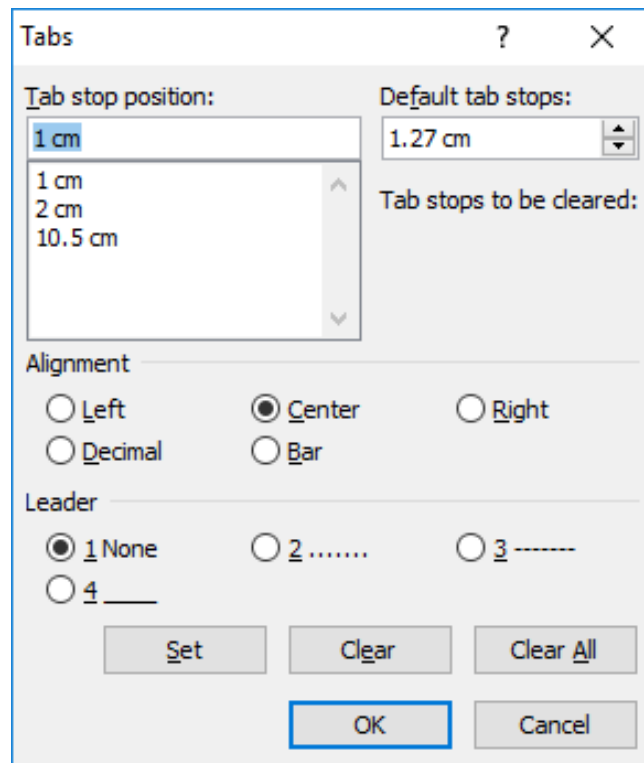 Tabs ? X
Tab stop position:
Default tab stops:
1 cm
1.27 cm
1 cm
2 cm
10.5 cm
Tab stops to be cleared:
Alignment
Left Center Right
Decimal Bar
Leader
1 None 2 ....... 3 -------
4 ____
Set Clear Clear All
OK Cancel